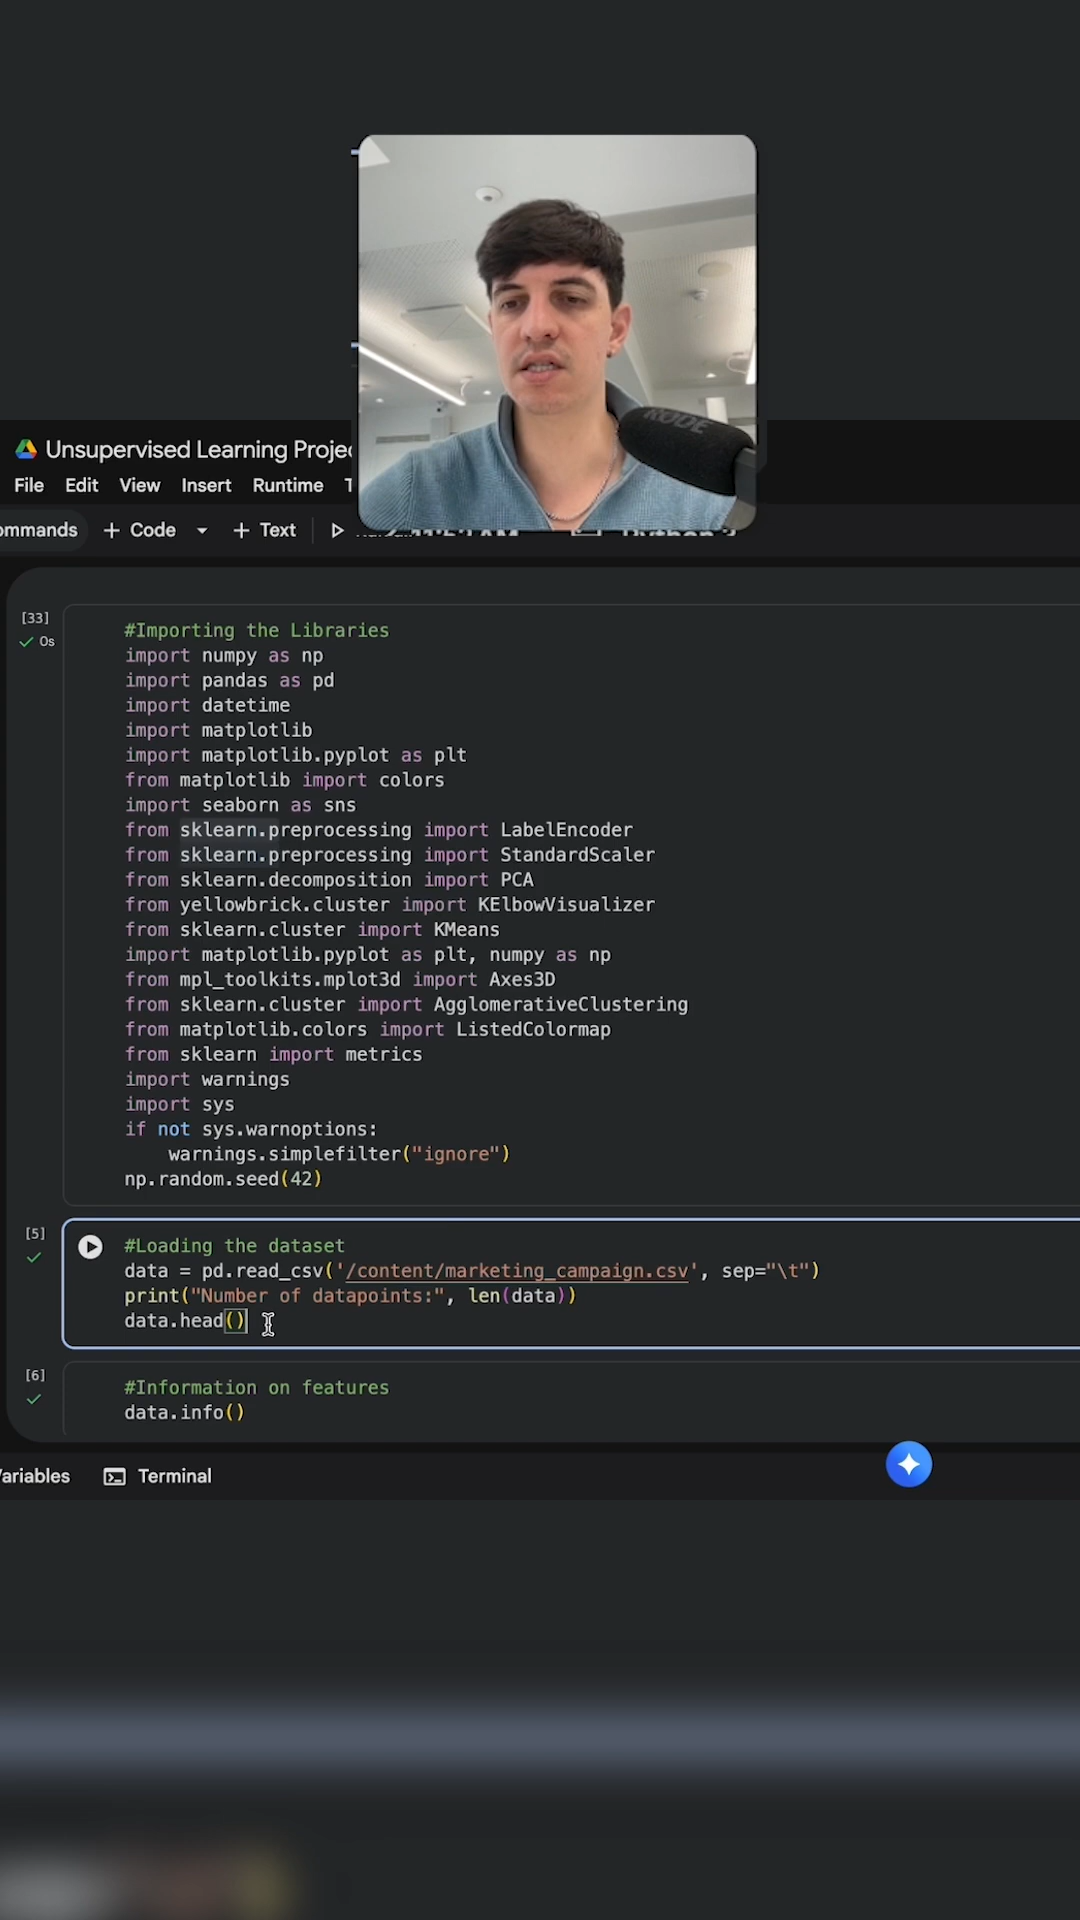 RODE
Unsupervised Learning Projec
File Edit View Insert Runtime T
ommands + Code + Text
[33]
0s
#Importing the Libraries
import numpy as np
import pandas as pd
import datetime
import matplotlib
import matplotlib.pyplot as plt
from matplotlib import colors
import seaborn as sns
from sklearn.preprocessing import LabelEncoder
from sklearn.preprocessing import StandardScaler
from sklearn.decomposition import PCA
from yellowbrick.cluster import KElbowVisualizer
from sklearn.cluster import KMeans
import matplotlib.pyplot as plt, numpy as np
from mpl_toolkits.mplot3d import Axes3D
from sklearn.cluster import AgglomerativeClustering
from matplotlib.colors import ListedColormap
from sklearn import metrics
import warnings
import sys
if not sys.warnoptions:
    warnings.simplefilter("ignore")
np.random.seed(42)
[5]
#Loading the dataset
data = pd.read_csv('/content/marketing_campaign.csv', sep="\t")
print("Number of datapoints:", len(data))
data.head()
[6]
#Information on features
data.info()
ariables Terminal